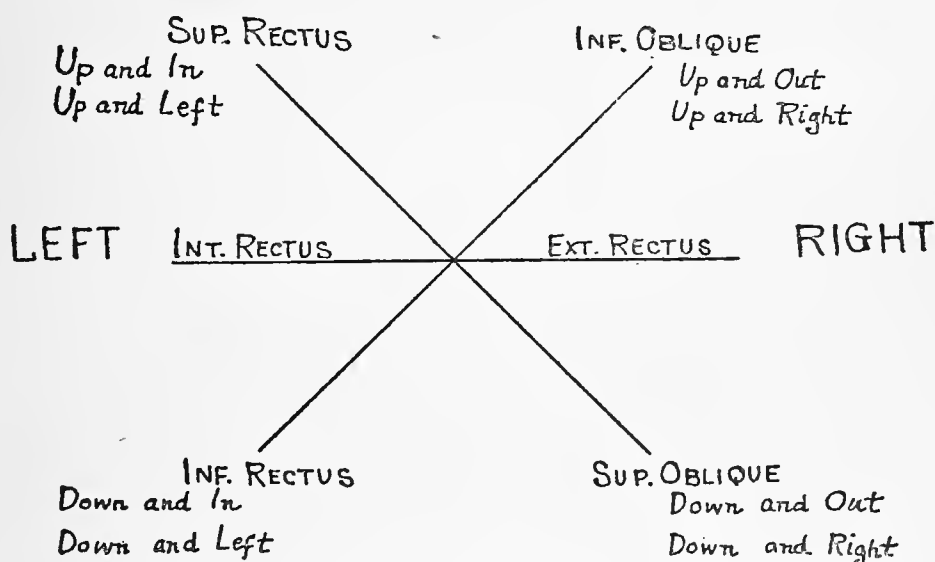 SUP. RECTUS
Up and In
Up and Left
INF. OBLIQUE
Up and Out
Up and Right
LEFT
INT. RECTUS
EXT. RECTUS
RIGHT
INF. RECTUS
Down and In
Down and Left
SUP. OBLIQUE
Down and Out
Down and Right